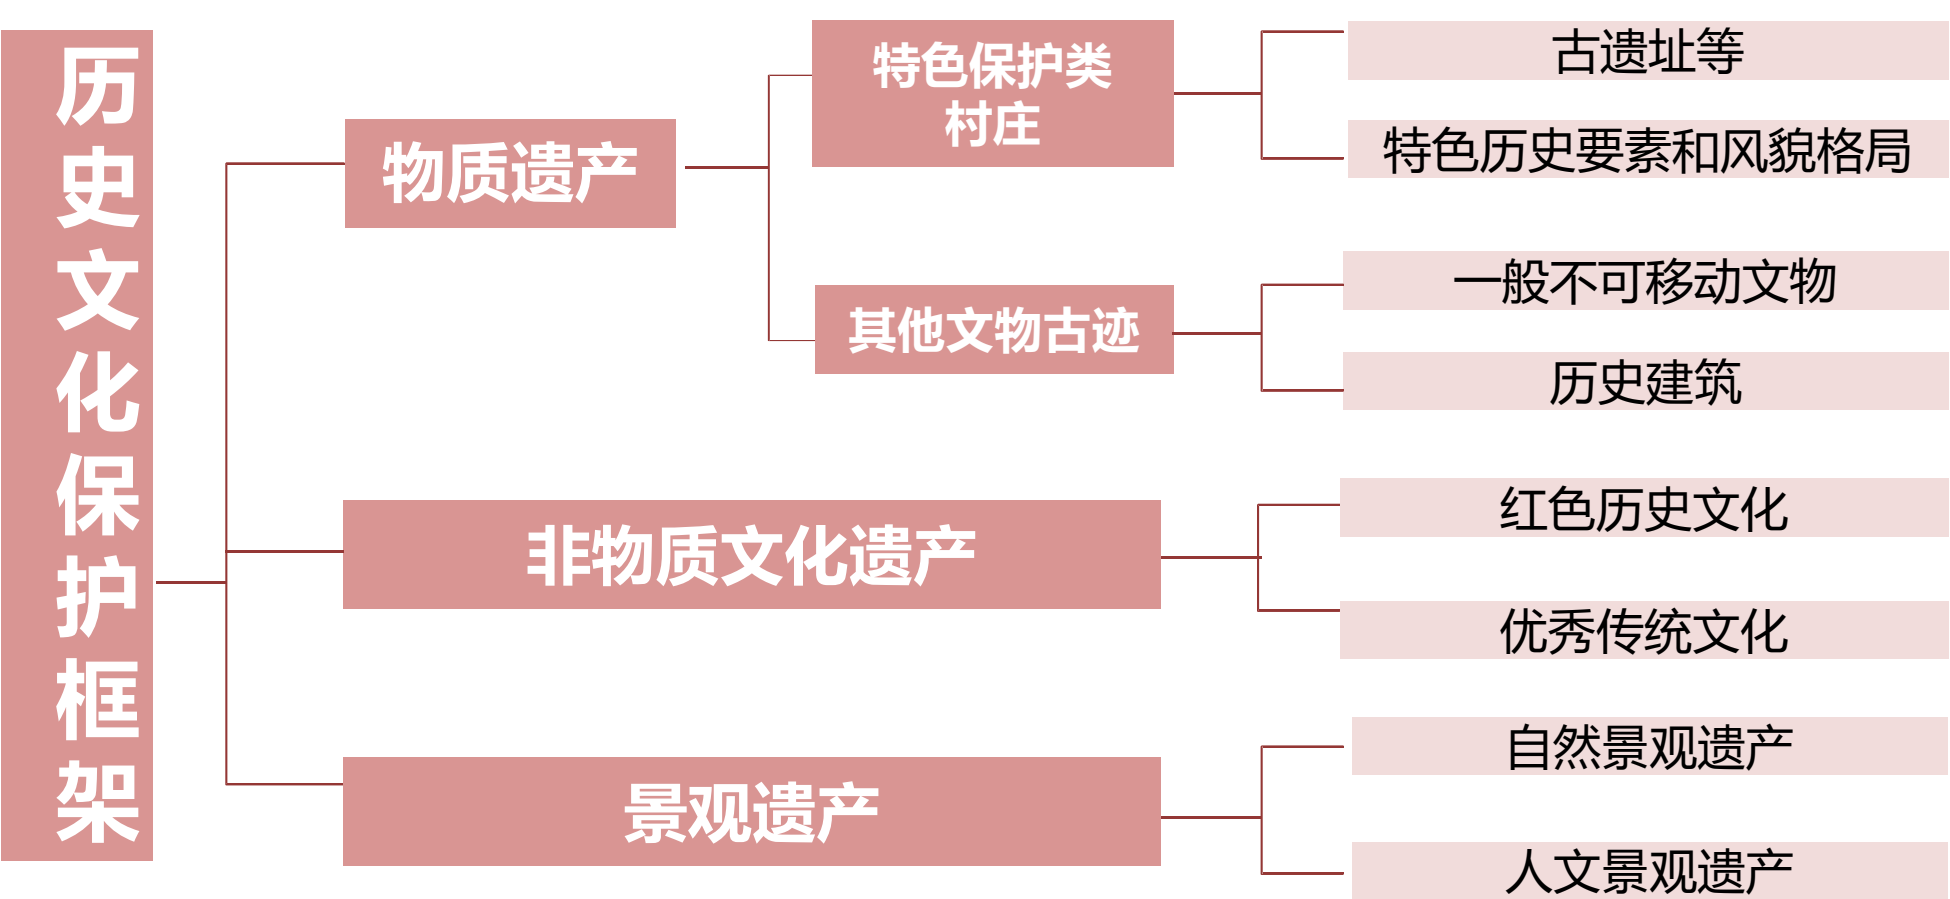 历史文化保护框架
物质遗产
特色保护类
村庄
古遗址等
特色历史要素和风貌格局
其他文物古迹
一般不可移动文物
历史建筑
非物质文化遗产
红色历史文化
优秀传统文化
景观遗产
自然景观遗产
人文景观遗产